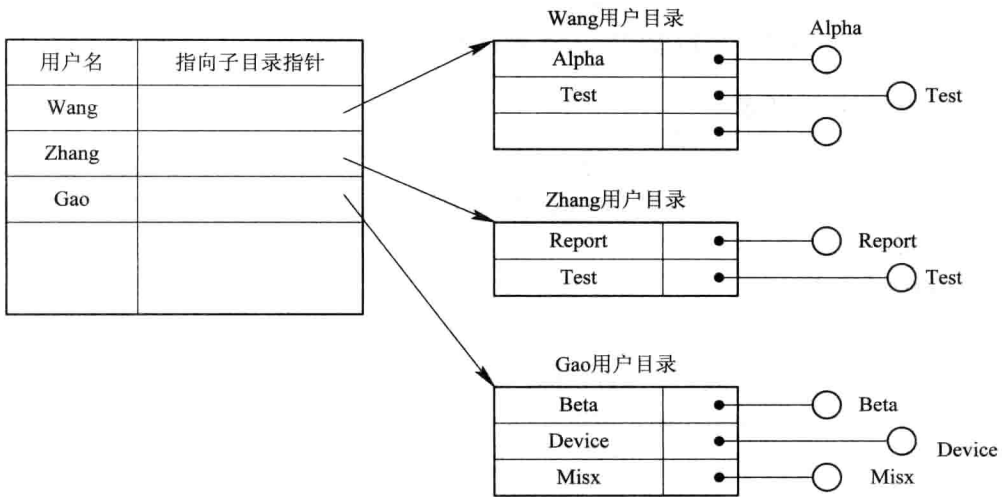 用户名 指向子目录指针
Wang
Zhang
Gao
Wang用户目录
Alpha Alpha
Test Test
Zhang用户目录
Report Report
Test Test
Gao用户目录
Beta Beta
Device Device
Misx Misx